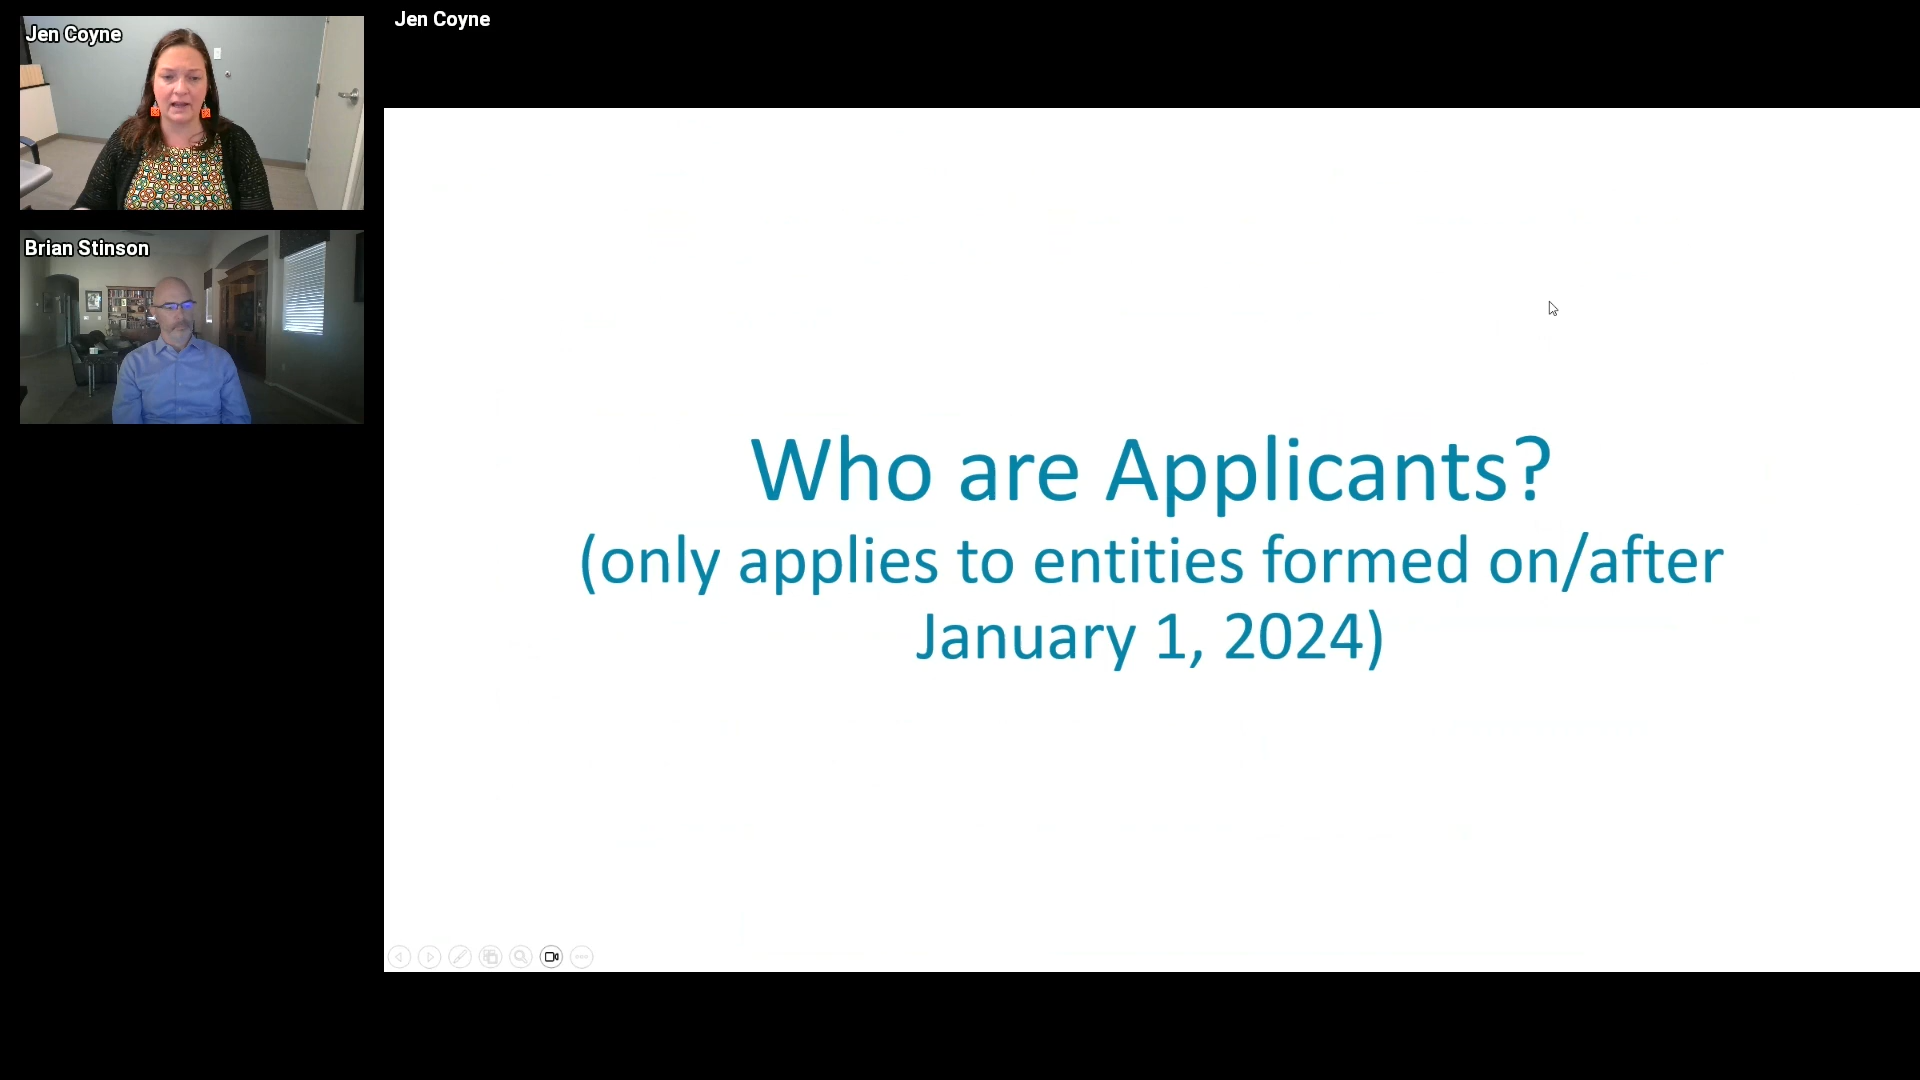 Jen Coyne
Brian Stinson
Jen Coyne
Who are Applicants?
(only applies to entities formed on/after
January 1, 2024)